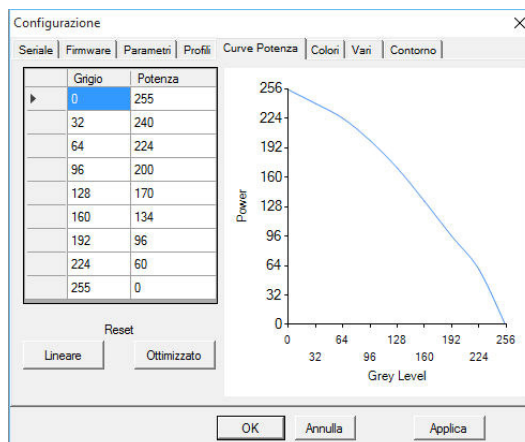 Configurazione
Seriale Firmware Parametri Profili Curve Potenza Colori Vari Contorno
Grigio Potenza
0 255
32 240
64 224
96 200
128 170
160 134
192 96
224 60
255 0
Reset
Lineare Ottimizzato
256
224
192
160
128
96
64
32
0
Power
0 64 128 192 256
32 96 160 224
Grey Level
OK Annulla Applica